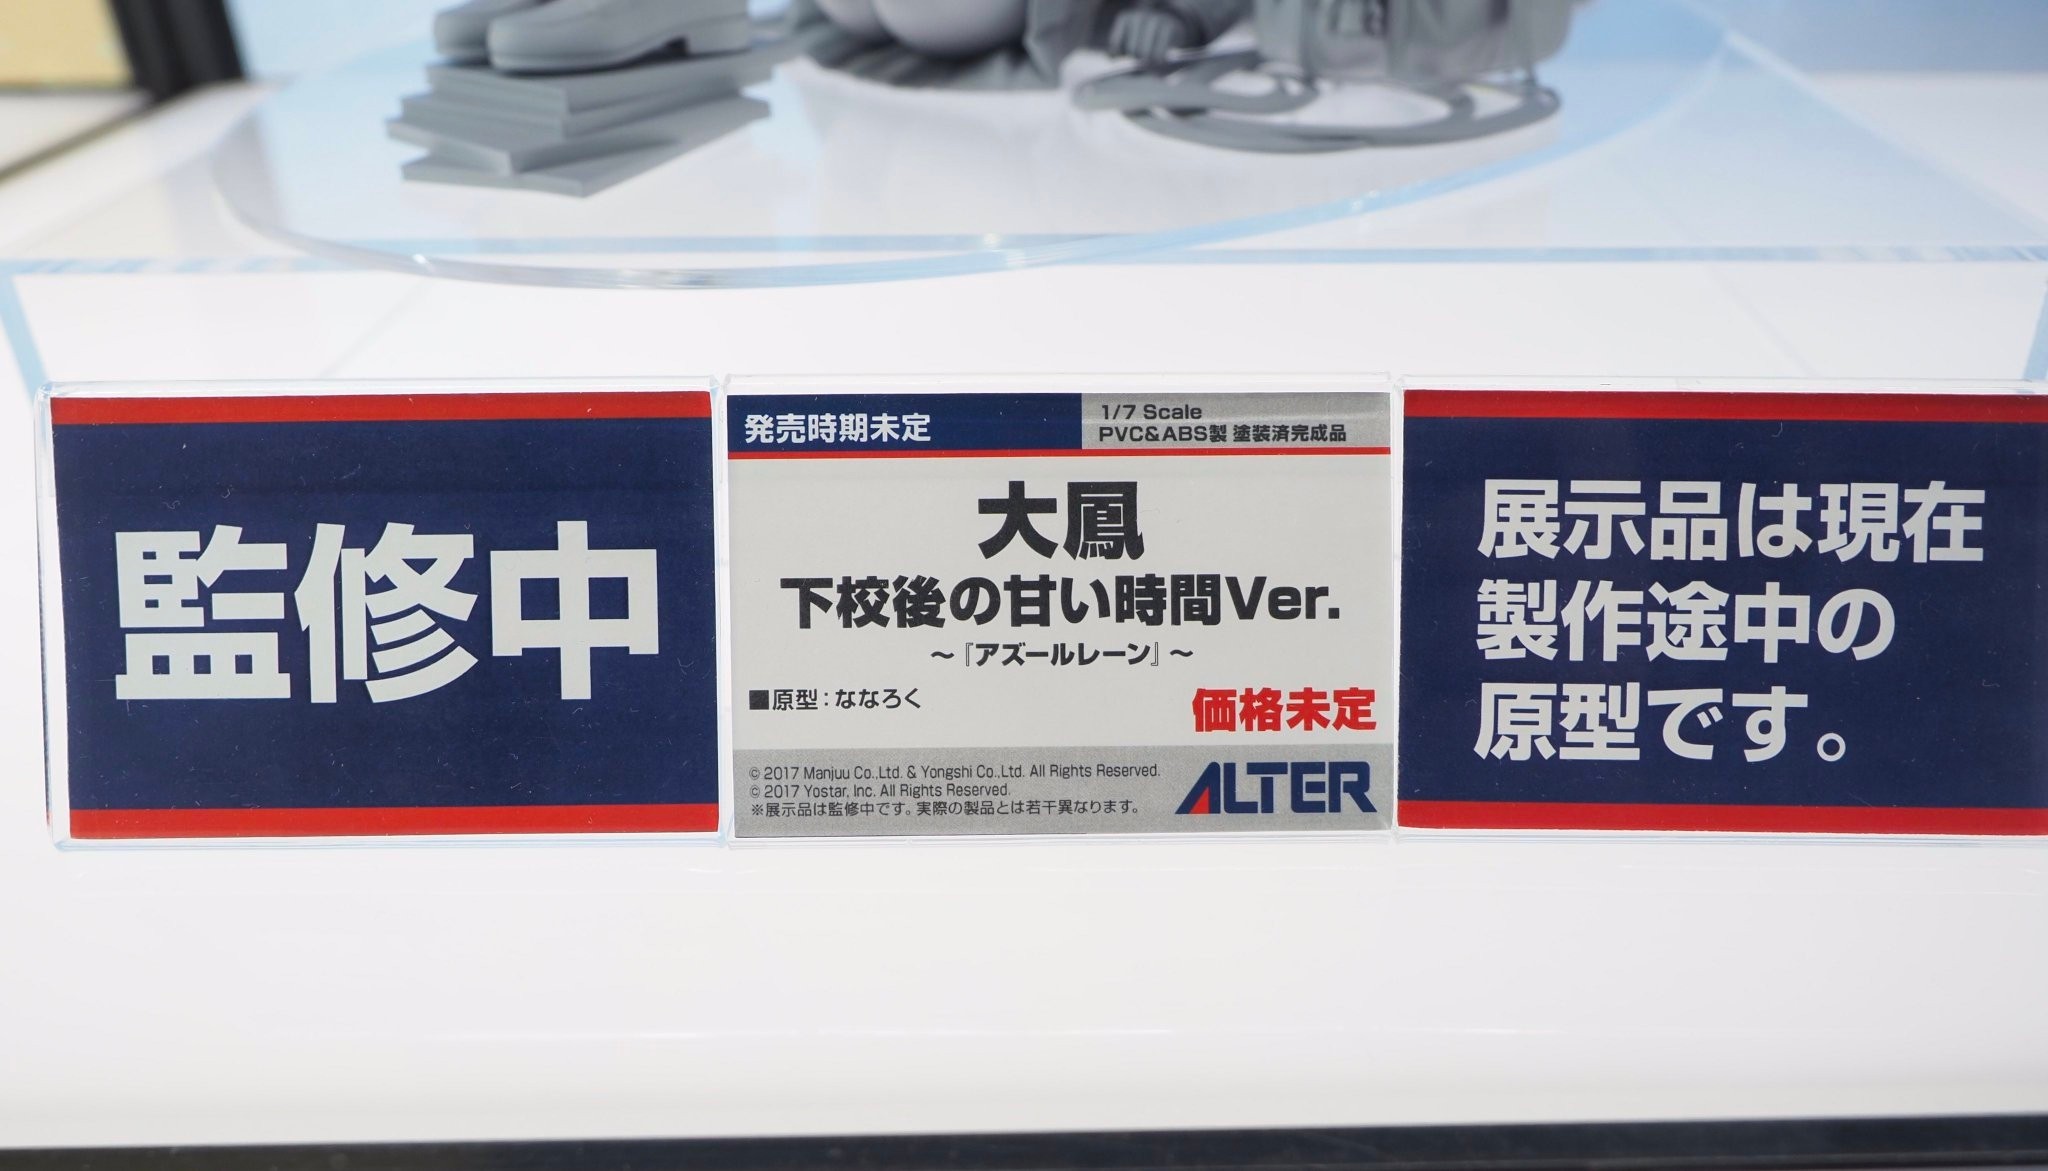 監修中
発売時期未定
1/7 Scale
PVC&ABS製 塗装済完成品
大鳳
下校後の甘い時間Ver.
～『アズールレーン』～
■原型：ななろく
価格未定
© 2017 Manjuu Co.,Ltd. & Yongshi Co.,Ltd. All Rights Reserved.
© 2017 Yostar, Inc. All Rights Reserved.
※展示品は監修中です。実際の製品とは若干異なります。
ALTER
展示品は現在
製作途中の
原型です。